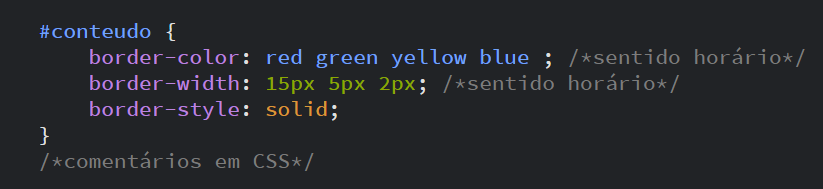 #conteudo {
    border-color: red green yellow blue ; /*sentido horário*/
    border-width: 15px 5px 2px; /*sentido horário*/
    border-style: solid;
}
/*comentários em CSS*/